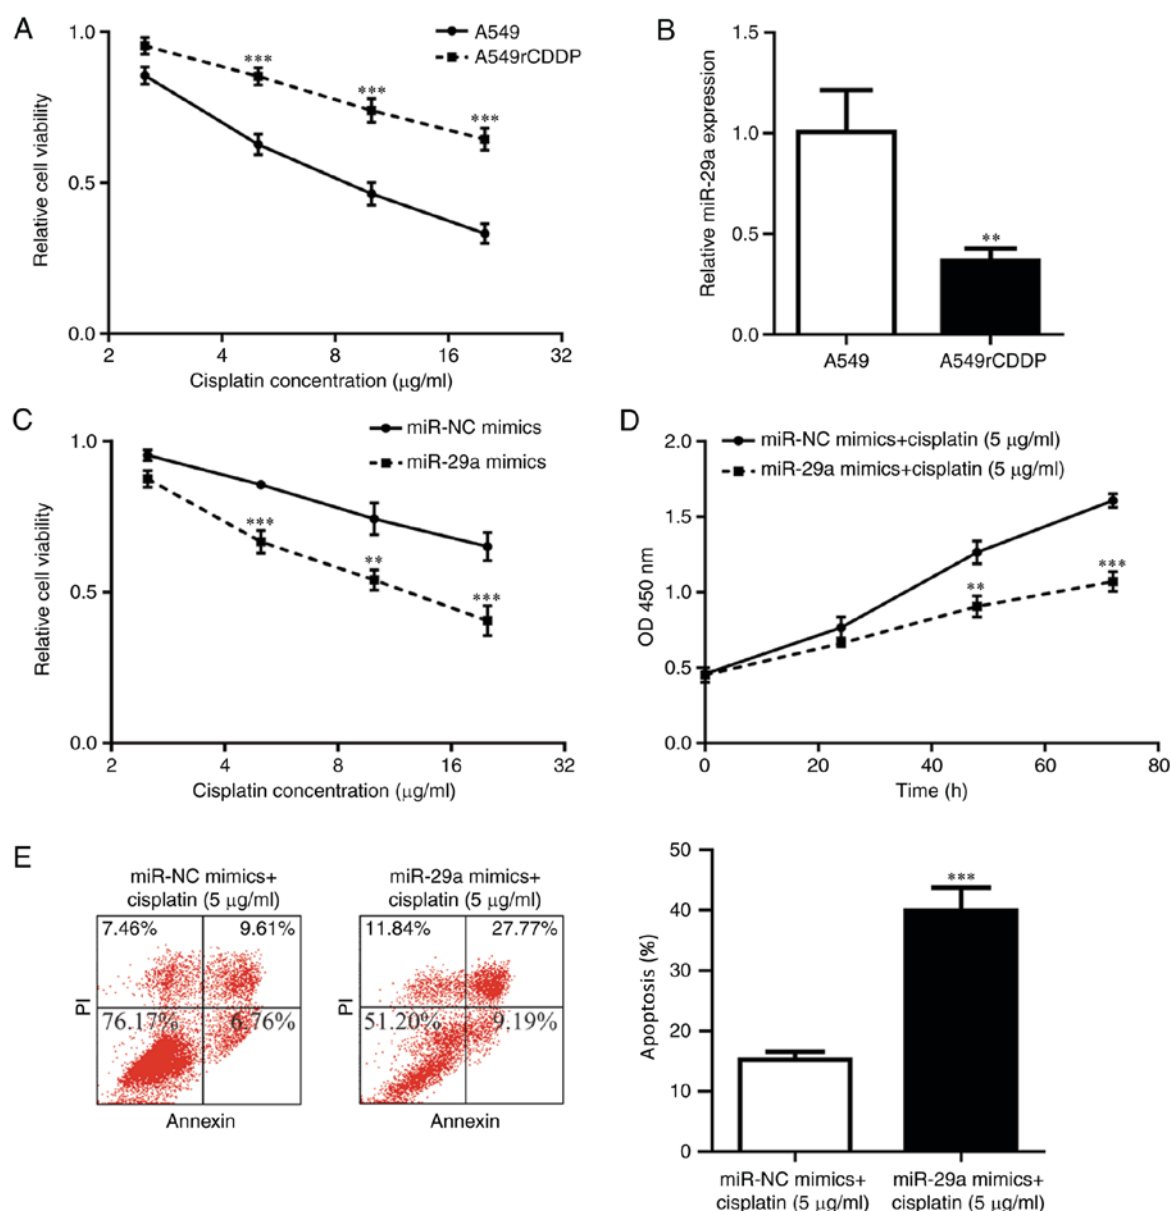 A
A549
A549rCDDP
1.0
0.5
0.0
Relative cell viability
***
***
***
2 4 8 16 32
Cisplatin concentration (μg/ml)
B
1.5
1.0
0.5
0.0
Relative miR-29a expression
**
A549 A549rCDDP
C
miR-NC mimics
miR-29a mimics
1.0
0.5
0.0
Relative cell viability
***
**
***
2 4 8 16 32
Cisplatin concentration (μg/ml)
D
miR-NC mimics+cisplatin (5 μg/ml)
miR-29a mimics+cisplatin (5 μg/ml)
2.0
1.5
1.0
0.5
0.0
OD 450 nm
**
***
0 20 40 60 80
Time (h)
E
miR-NC mimics+
cisplatin (5 μg/ml)
7.46% 9.61%
76.17% 6.76%
PI
Annexin
miR-29a mimics+
cisplatin (5 μg/ml)
11.84% 27.77%
51.20% 9.19%
PI
Annexin
50
40
30
20
10
0
Apoptosis (%)
***
miR-NC mimics+
cisplatin (5 μg/ml)
miR-29a mimics+
cisplatin (5 μg/ml)